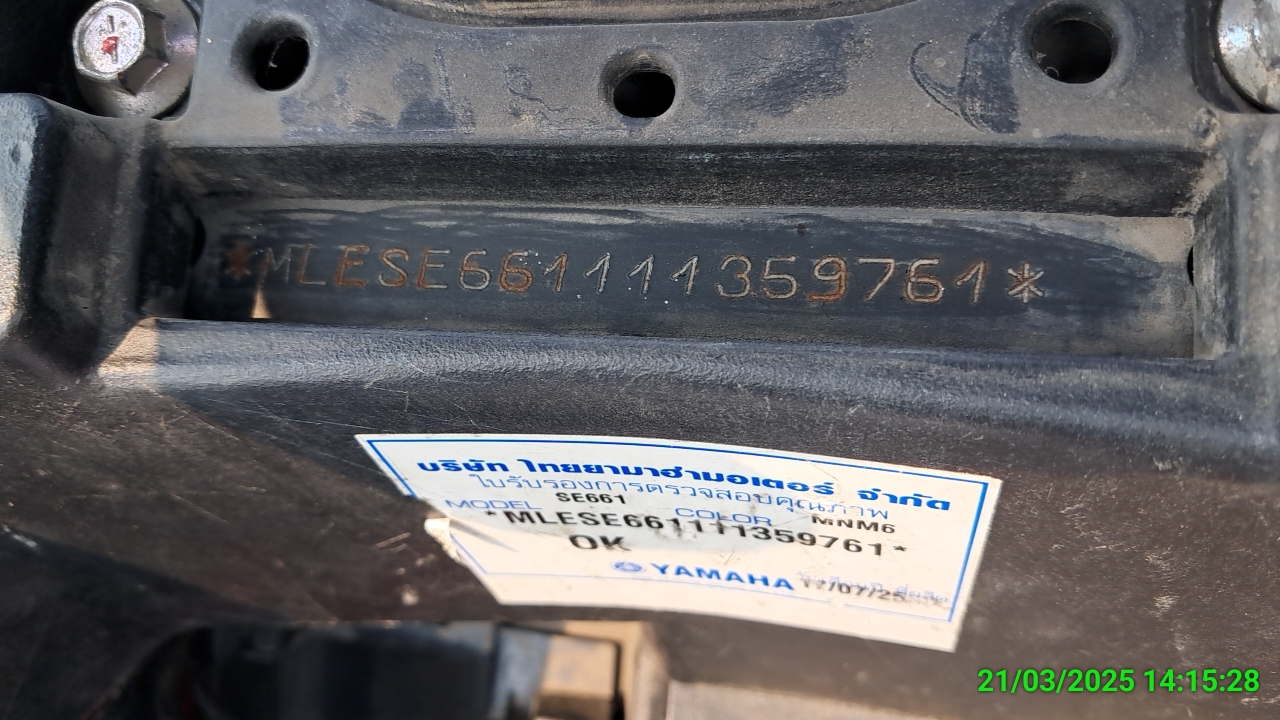 *MLESE661111359761*
บริษัท ไทยยามาฮ่ามอเตอร์ จำกัด
ใบรับรองการตรวจสอบคุณภาพ
MODEL SE661 COLOR MNM6
*MLESE661111359761*
OK
YAMAHA 17/07/25
21/03/2025 14:15:28